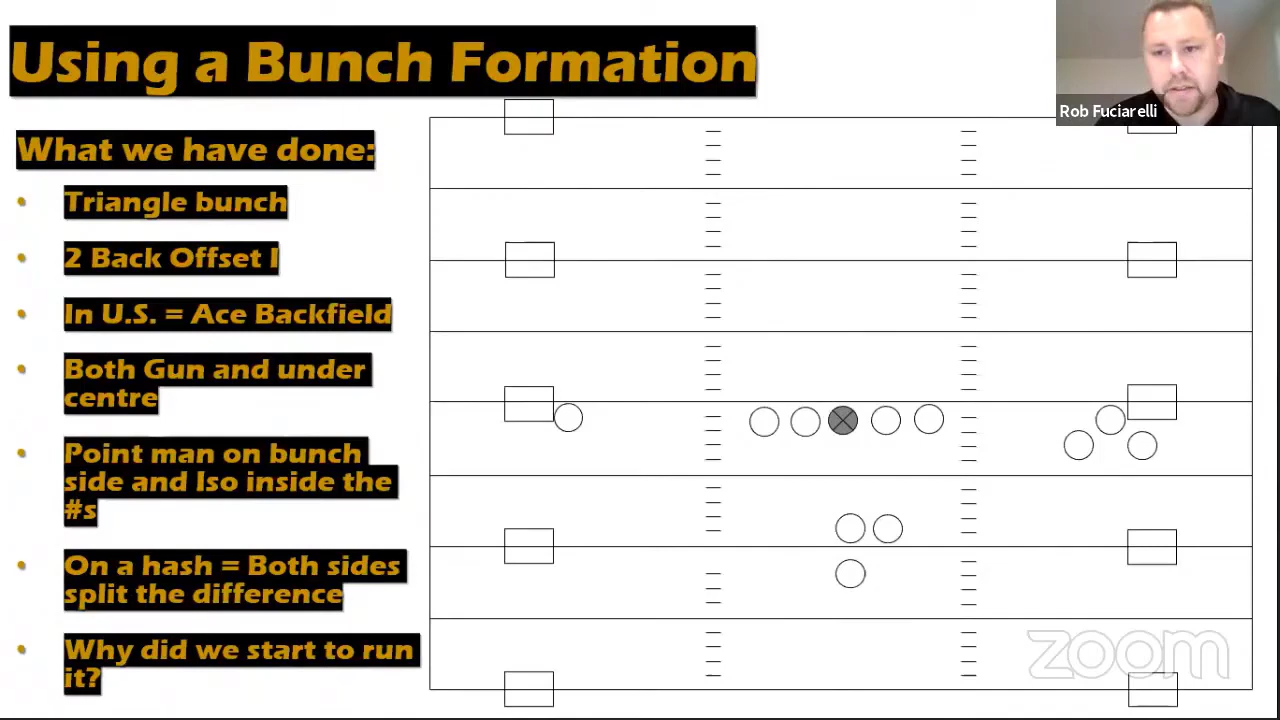 Using a Bunch Formation
Rob Fuciarelli
What we have done:
• Triangle bunch
• 2 Back Offset I
• In U.S. = Ace Backfield
• Both Gun and under
centre
• Point man on bunch
side and Iso inside the
#s
• On a hash = Both sides
split the difference
• Why did we start to run
it?
zoom